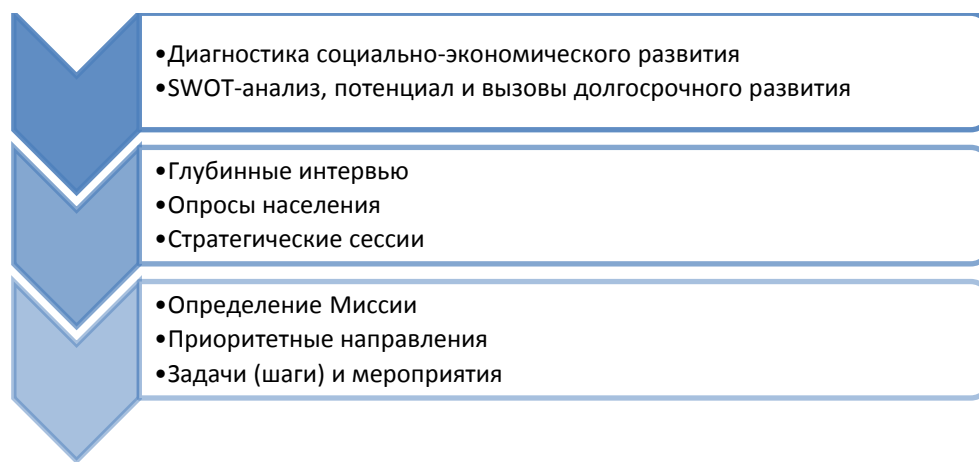 •Диагностика социально-экономического развития
•SWOT-анализ, потенциал и вызовы долгосрочного развития
•Глубинные интервью
•Опросы населения
•Стратегические сессии
•Определение Миссии
•Приоритетные направления
•Задачи (шаги) и мероприятия